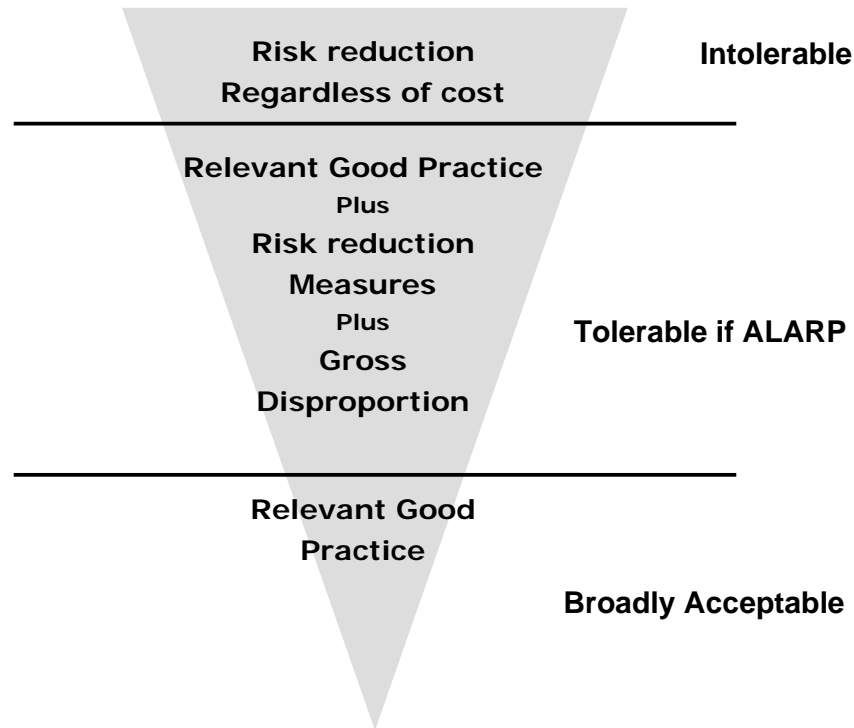 Risk reduction
Regardless of cost
Intolerable
Relevant Good Practice
Plus
Risk reduction
Measures
Plus
Gross
Disproportion
Tolerable if ALARP
Relevant Good
Practice
Broadly Acceptable